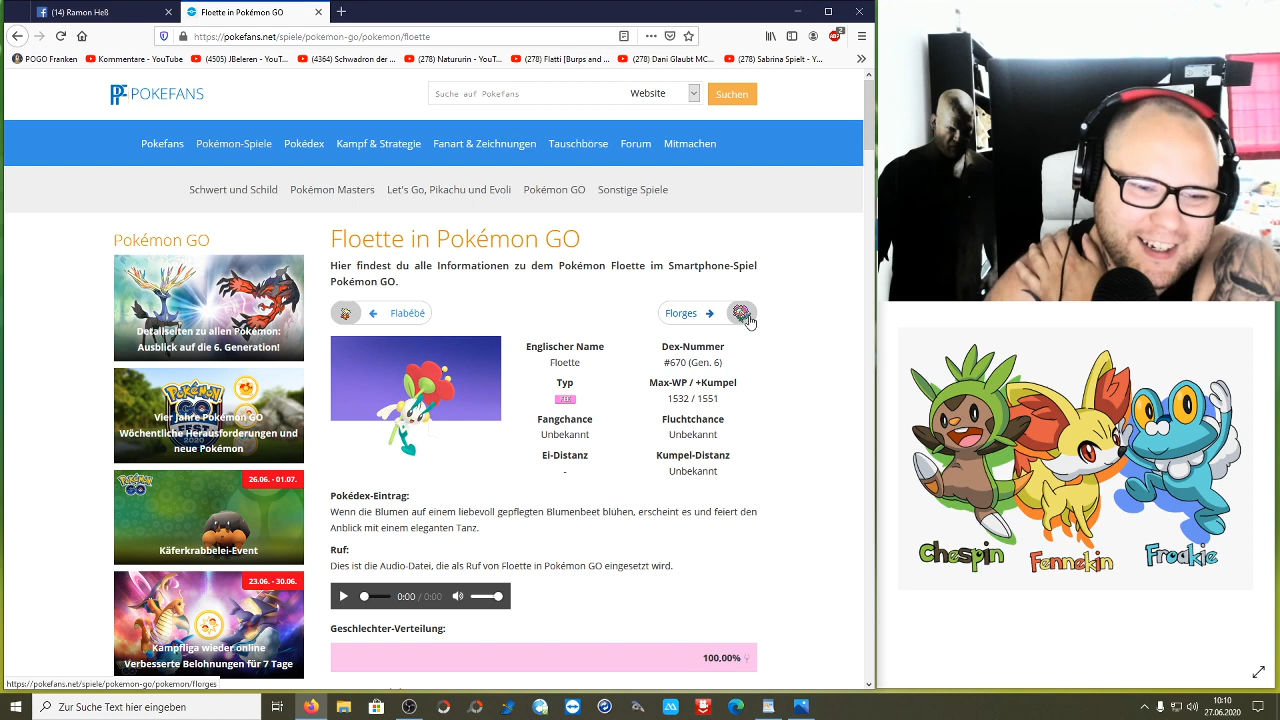 (14) Ramon Heß
Floette in Pokémon GO
https://pokefans.net/spiele/pokemon-go/pokemon/floette
POGO Franken
Kommentare - YouTube
(4505) JBeleren - YouT...
(4364) Schwadron der ...
(278) Natururin - YouT...
(278) Flatti [Burps and ...
(278) Dani Glaubt MC...
(278) Sabrina Spielt - Y...
POKEFANS
Suche auf Pokefans
Website
Suchen
Pokefans Pokémon-Spiele Pokédex Kampf & Strategie Fanart & Zeichnungen Tauschbörse Forum Mitmachen
Schwert und Schild Pokémon Masters Let's Go, Pikachu und Evoli Pokémon GO Sonstige Spiele
Pokémon GO
Detailseiten zu allen Pokémon:
Ausblick auf die 6. Generation!
Vier Jahre Pokémon GO
Wöchentliche Herausforderungen und
neue Pokémon
26.06. - 01.07.
Käferkrabbelei-Event
23.06. - 30.06.
Kampfliga wieder online
Verbesserte Belohnungen für 7 Tage
Floette in Pokémon GO
Hier findest du alle Informationen zu dem Pokémon Floette im Smartphone-Spiel
Pokémon GO.
Flabébé
Florges
Englischer Name
Floette
Dex-Nummer
#670 (Gen. 6)
Typ
FEE
Max-WP / +Kumpel
1532 / 1551
Fangchance
Unbekannt
Fluchtchance
Unbekannt
Ei-Distanz
-
Kumpel-Distanz
Unbekannt
Pokédex-Eintrag:
Wenn die Blumen auf einem liebevoll gepflegten Blumenbeet blühen, erscheint es und feiert den
Anblick mit einem eleganten Tanz.
Ruf:
Dies ist die Audio-Datei, die als Ruf von Floette in Pokémon GO eingesetzt wird.
0:00 / 0:00
Geschlechter-Verteilung:
100,00% ♀
https://pokefans.net/spiele/pokemon-go/pokemon/florges
Chespin
Fennekin
Froakie
Zur Suche Text hier eingeben
10:10
27.06.2020